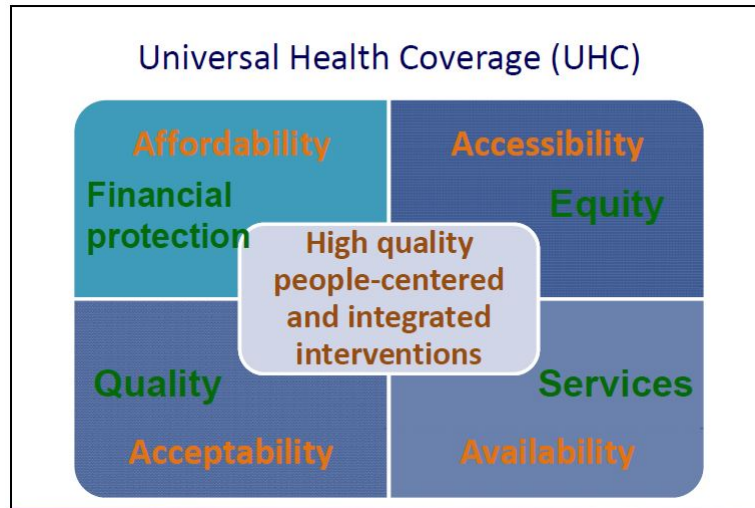 Universal Health Coverage (UHC)
Affordability
Accessibility
Financial
protection
Equity
High quality
people-centered
and integrated
interventions
Quality
Services
Acceptability
Availability